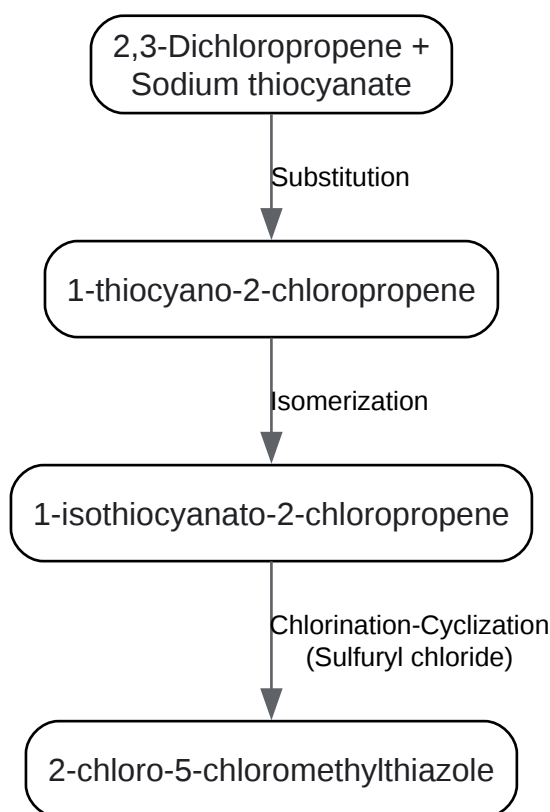 2,3-Dichloropropene +
Sodium thiocyanate
Substitution
1-thiocyano-2-chloropropene
Isomerization
1-isothiocyanato-2-chloropropene
Chlorination-Cyclization
(Sulfuryl chloride)
2-chloro-5-chloromethylthiazole